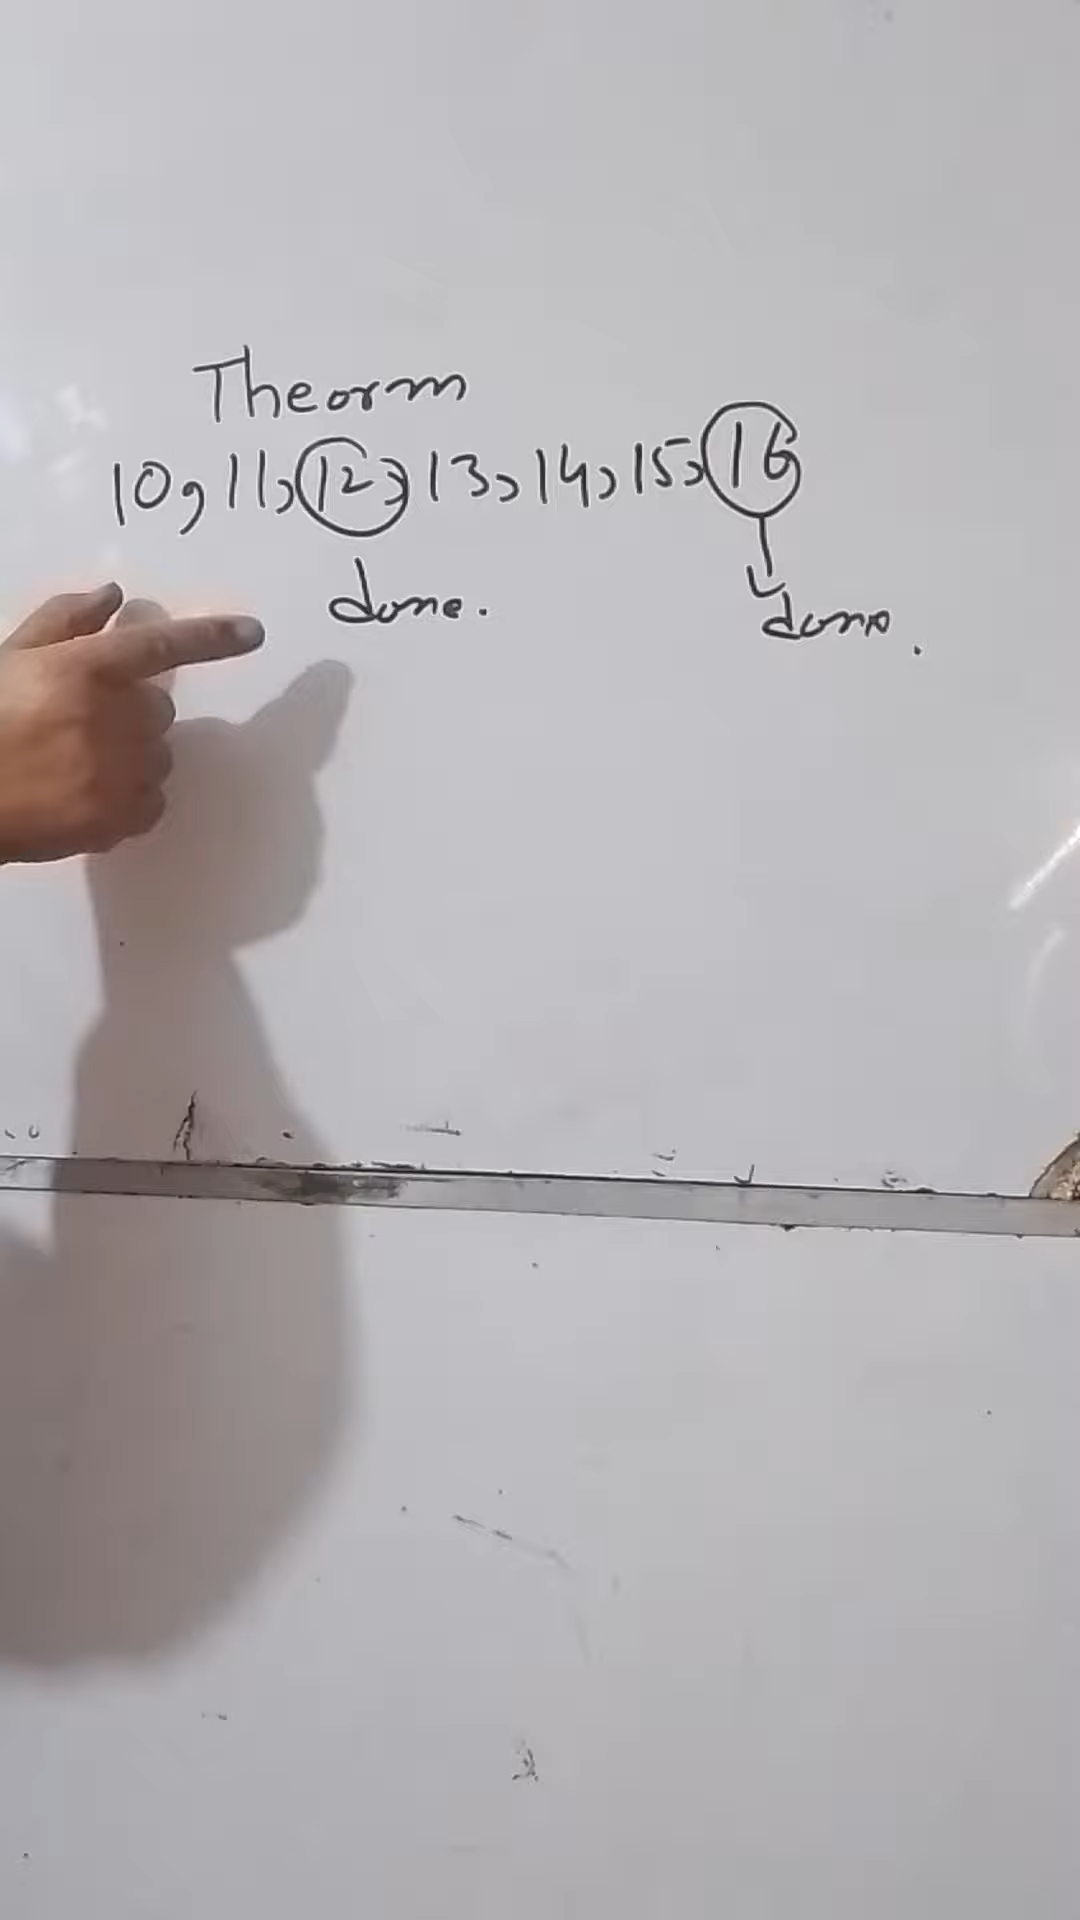 Theorm
10, 11, 12, 13, 14, 15, 16
done. done.